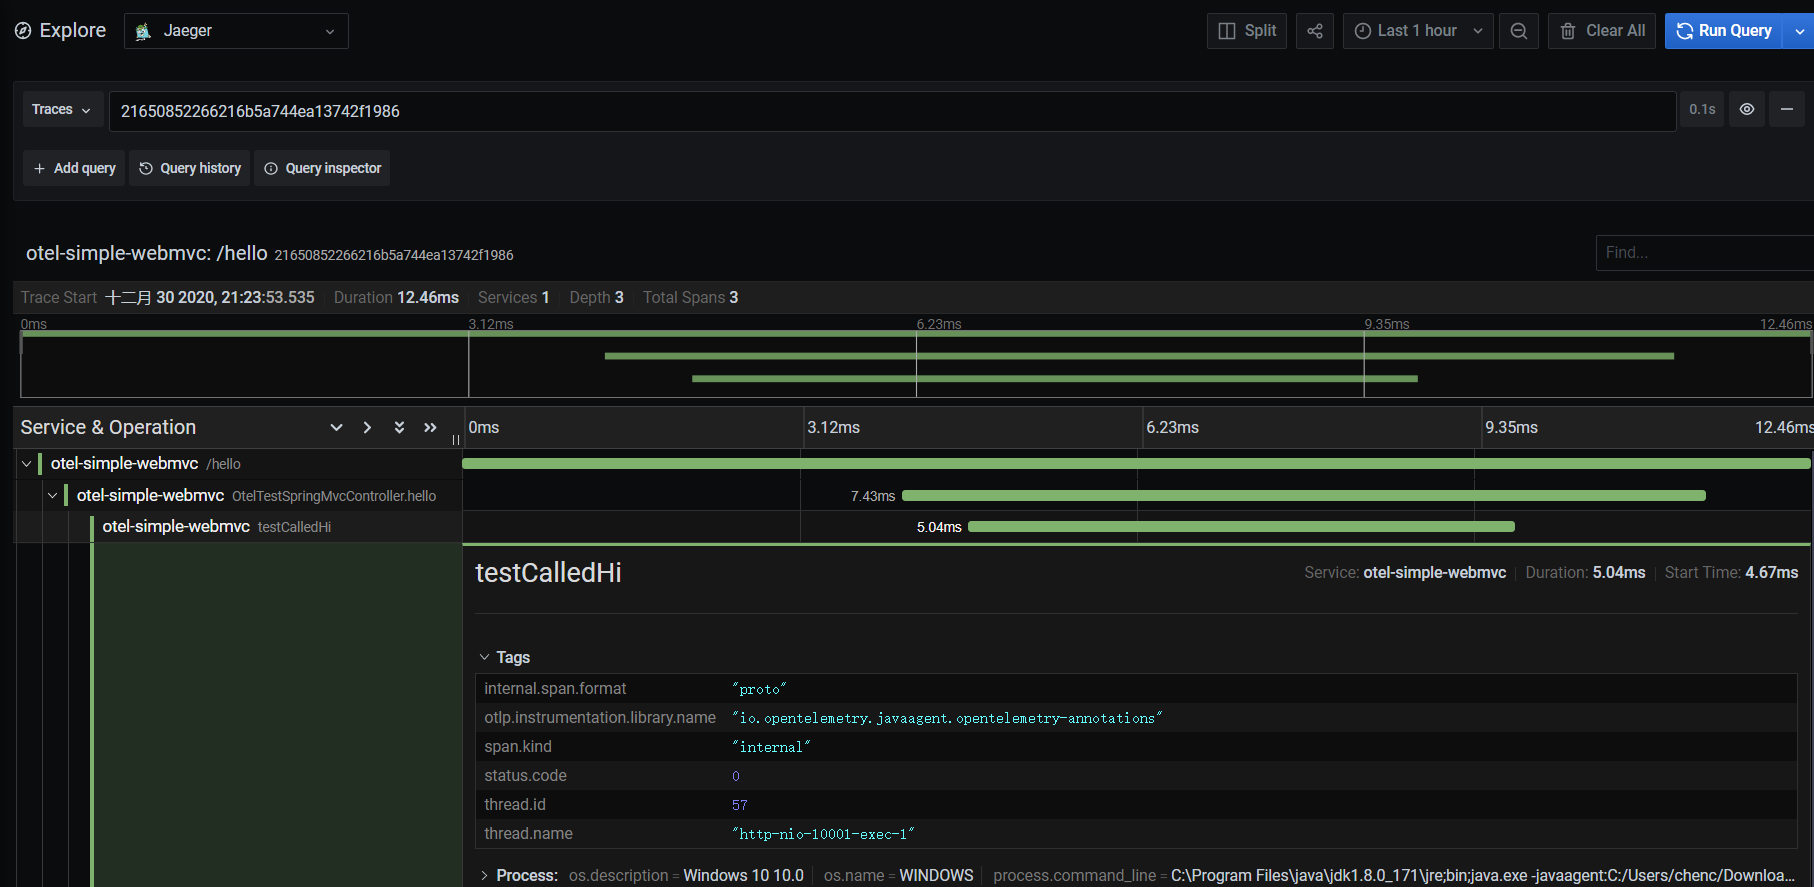 Explore Jaeger Split Last 1 hour Clear All Run Query
Traces 21650852266216b5a744ea13742f1986 0.1s
Add query Query history Query inspector
otel-simple-webmvc: /hello 21650852266216b5a744ea13742f1986 Find...
Trace Start 十二月 30 2020, 21:23:53.535 Duration 12.46ms Services 1 Depth 3 Total Spans 3
0ms 3.12ms 6.23ms 9.35ms 12.46ms
Service & Operation 0ms 3.12ms 6.23ms 9.35ms 12.46ms
otel-simple-webmvc /hello
otel-simple-webmvc OtelTestSpringMvcController.hello 7.43ms
otel-simple-webmvc testCalledHi 5.04ms
testCalledHi Service: otel-simple-webmvc Duration: 5.04ms Start Time: 4.67ms
Tags
internal.span.format "proto"
otlp.instrumentation.library.name "io.opentelemetry.javaagent.opentelemetry-annotations"
span.kind "internal"
status.code 0
thread.id 57
thread.name "http-nio-10001-exec-1"
Process: os.description = Windows 10 10.0 os.name = WINDOWS process.command_line = C:\Program Files\java\jdk1.8.0_171\jre;bin;java.exe -javaagent:C:/Users/chenc/Downloa...